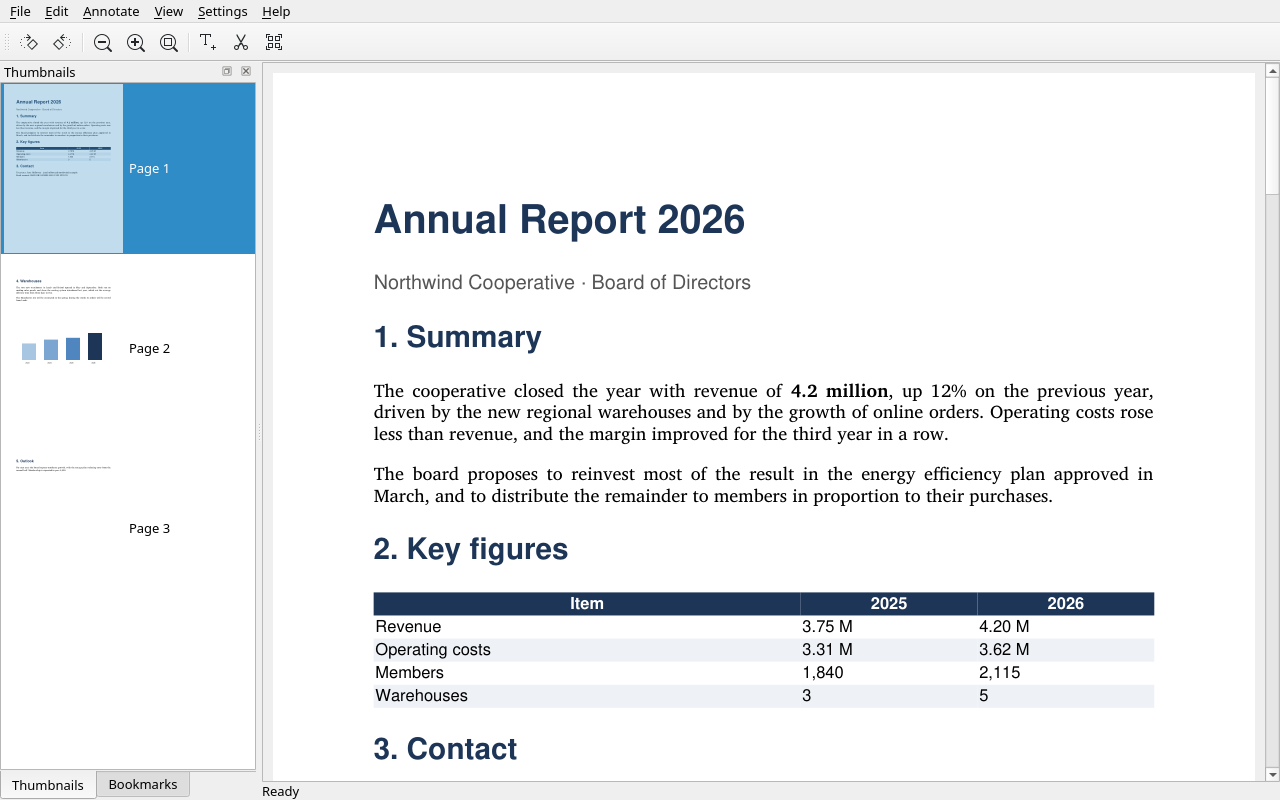 File Edit Annotate View Settings Help
Thumbnails
Page 1
Page 2
Page 3
Thumbnails Bookmarks
Annual Report 2026
Northwind Cooperative · Board of Directors
1. Summary
The cooperative closed the year with revenue of 4.2 million, up 12% on the previous year,
driven by the new regional warehouses and by the growth of online orders. Operating costs rose
less than revenue, and the margin improved for the third year in a row.
The board proposes to reinvest most of the result in the energy efficiency plan approved in
March, and to distribute the remainder to members in proportion to their purchases.
2. Key figures
Item 2025 2026
Revenue 3.75 M 4.20 M
Operating costs 3.31 M 3.62 M
Members 1,840 2,115
Warehouses 3 5
3. Contact
Ready